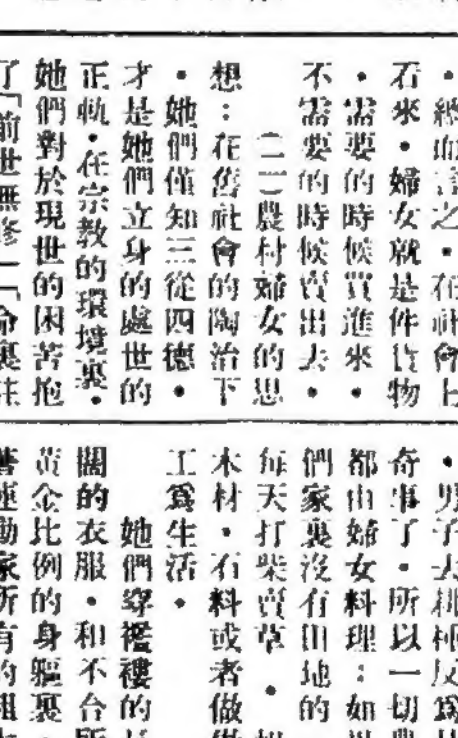 ・總而言之・在社會上
石來・婦女就是件貨物
・需要的時候買進來・
不需要的時候賣出去・
(二)農村婦女的思
想：在舊社會的陶冶下
・她們僅知三從四德・
才是她們立身的處世的
正軌・在宗教的環境裏・
她們對於現世的困苦抱
了「前世無修」「命裏註
・男子去耕種反爲
奇事了・所以一切農
都由婦女料理：如
們家裏沒有田地的
每天打柴賣草・
木材・石料或者做
工爲生活・
她們穿襤褸的
闊的衣服・和不合
黃金比例的身軀裏・
著運動家所有的粗